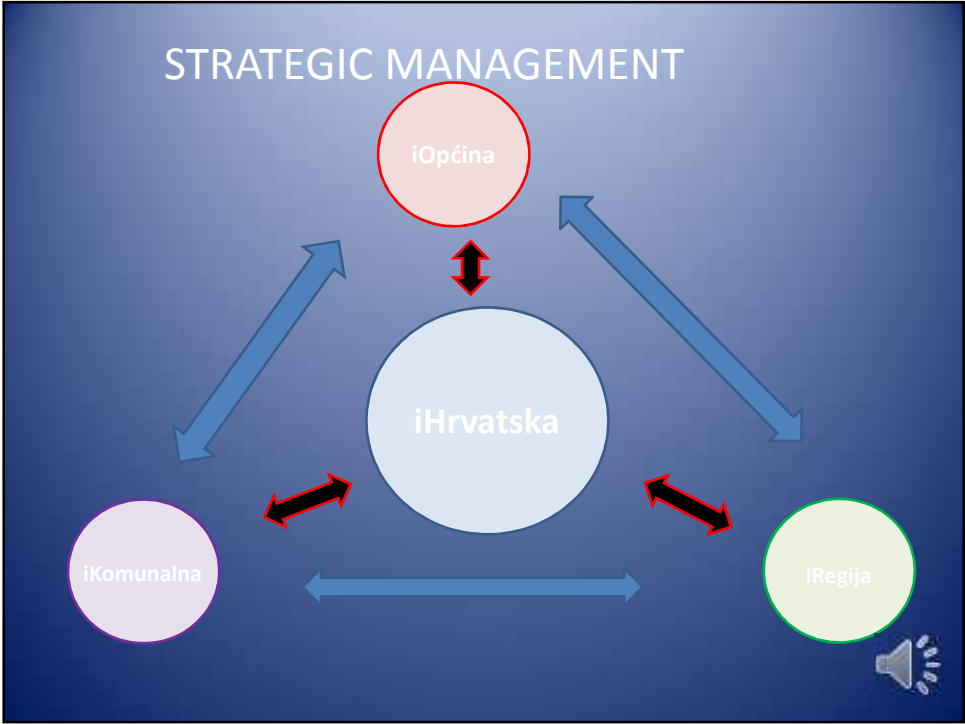 STRATEGIC MANAGEMENT
iOpćina
iHrvatska
iKomunalna
iRegija